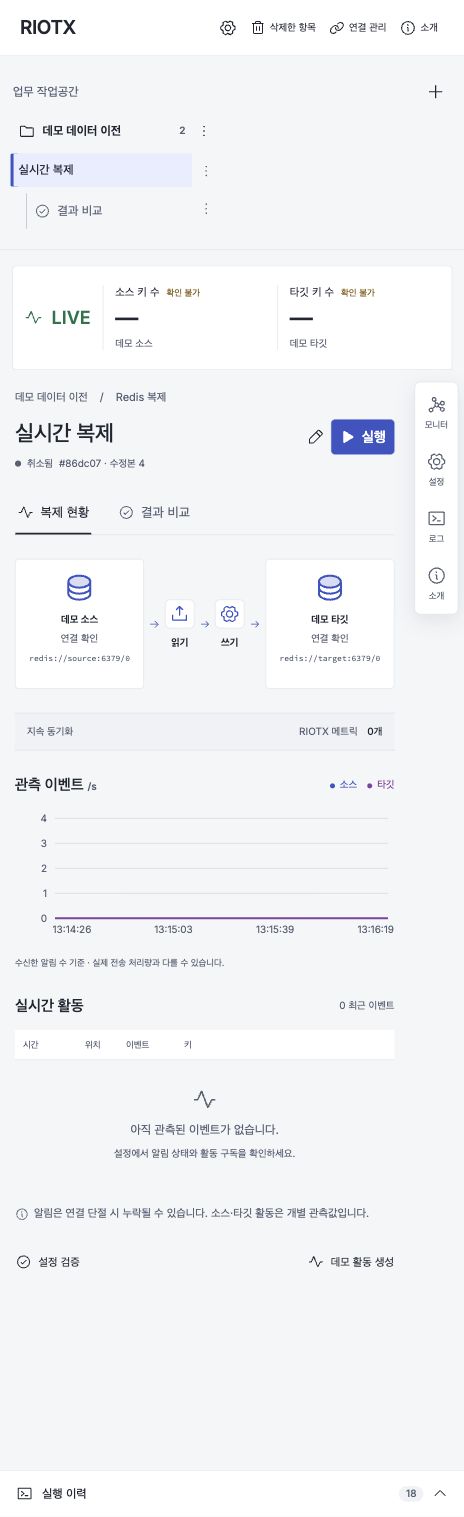 RIOTX
삭제한 항목
연결 관리
소개
업무 작업공간
데모 데이터 이전 2
실시간 복제
결과 비교
LIVE
소스 키 수 확인 불가
—
데모 소스
타깃 키 수 확인 불가
—
데모 타깃
데모 데이터 이전 / Redis 복제
실시간 복제
실행
취소됨 #86dc07 · 수정본 4
모니터
설정
로그
소개
복제 현황
결과 비교
데모 소스
연결 확인
redis://source:6379/0
읽기
쓰기
데모 타깃
연결 확인
redis://target:6379/0
지속 동기화
RIOTX 메트릭 0개
관측 이벤트 /s
소스
타깃
4
3
2
1
0
13:14:26
13:15:03
13:15:39
13:16:19
수신한 알림 수 기준 · 실제 전송 처리량과 다를 수 있습니다.
실시간 활동
0 최근 이벤트
시간
위치
이벤트
키
아직 관측된 이벤트가 없습니다.
설정에서 알림 상태와 활동 구독을 확인하세요.
알림은 연결 단절 시 누락될 수 있습니다. 소스·타깃 활동은 개별 관측값입니다.
설정 검증
데모 활동 생성
실행 이력
18